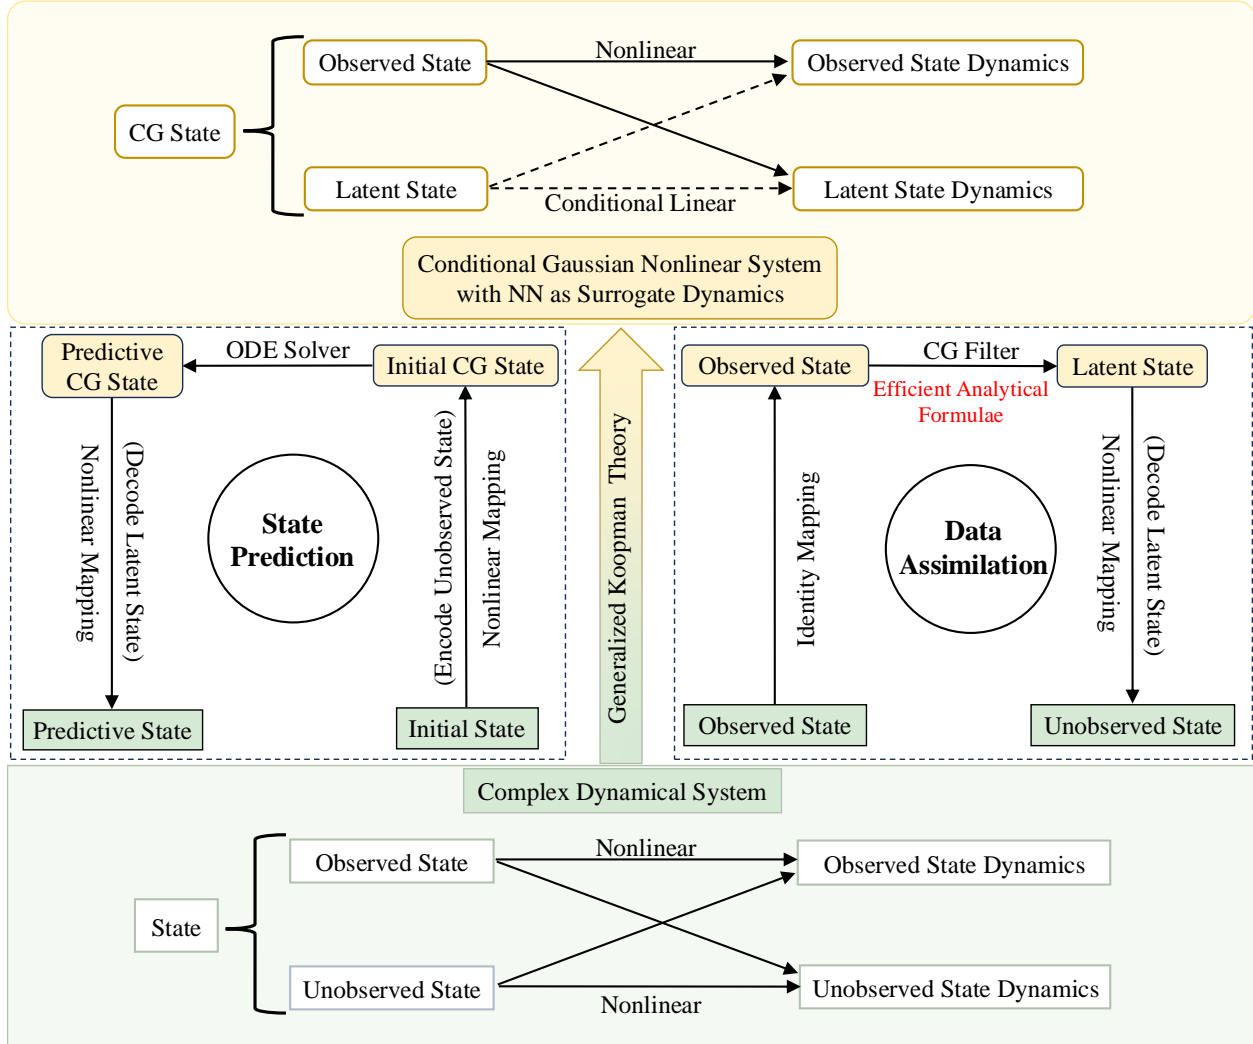 Observed State
Nonlinear
Observed State Dynamics
CG State
Latent State
Conditional Linear
Latent State Dynamics
Conditional Gaussian Nonlinear System
with NN as Surrogate Dynamics
Predictive
CG State
ODE Solver
Initial CG State
Nonlinear Mapping
(Decode Latent State)
State
Prediction
(Encode Unobserved State)
Nonlinear Mapping
Predictive State
Initial State
Generalized Koopman Theory
Observed State
CG Filter
Efficient Analytical
Formulae
Latent State
Identity Mapping
Data
Assimilation
Nonlinear Mapping
(Decode Latent State)
Observed State
Unobserved State
Complex Dynamical System
Observed State
Nonlinear
Observed State Dynamics
State
Unobserved State
Nonlinear
Unobserved State Dynamics